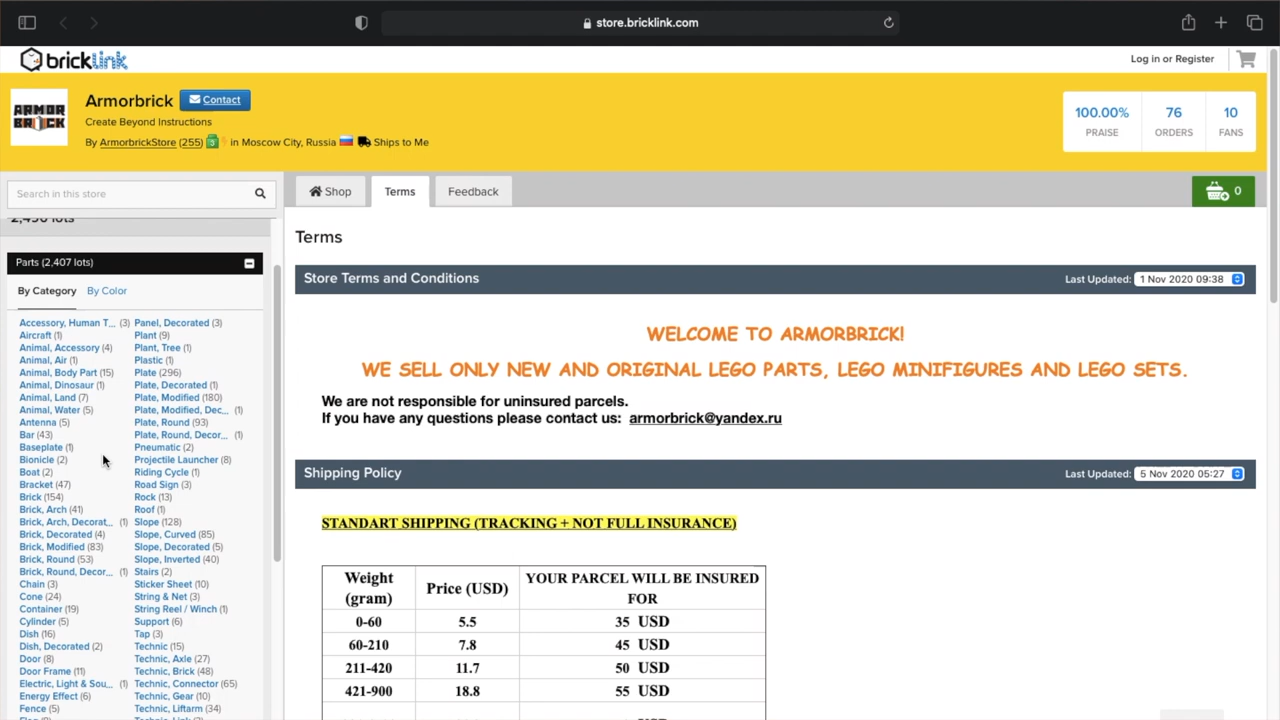 store.bricklink.com
bricklink
Log in or Register
ARMOR BRICK
Armorbrick
Contact
Create Beyond Instructions
By ArmorbrickStore (255) 3 in Moscow City, Russia Ships to Me
100.00% PRAISE
76 ORDERS
10 FANS
Search in this store
Shop
Terms
Feedback
0
2,490 lots
Parts (2,407 lots)
By Category By Color
Accessory, Human T... (3)
Aircraft (1)
Animal, Accessory (4)
Animal, Air (1)
Animal, Body Part (15)
Animal, Dinosaur (1)
Animal, Land (7)
Animal, Water (5)
Antenna (5)
Bar (43)
Baseplate (1)
Bionicle (2)
Boat (2)
Bracket (47)
Brick (154)
Brick, Arch (41)
Brick, Arch, Decorat... (1)
Brick, Decorated (4)
Brick, Modified (83)
Brick, Round (53)
Brick, Round, Decor... (1)
Chain (3)
Cone (24)
Container (19)
Cylinder (5)
Dish (16)
Dish, Decorated (2)
Door (8)
Door Frame (11)
Electric, Light & Sou... (1)
Energy Effect (6)
Fence (5)
Panel, Decorated (3)
Plant (9)
Plant, Tree (1)
Plastic (1)
Plate (296)
Plate, Decorated (1)
Plate, Modified (180)
Plate, Modified, Dec... (1)
Plate, Round (93)
Plate, Round, Decor... (1)
Pneumatic (2)
Projectile Launcher (8)
Riding Cycle (1)
Road Sign (3)
Rock (13)
Roof (1)
Slope (128)
Slope, Curved (85)
Slope, Decorated (5)
Slope, Inverted (40)
Stairs (2)
Sticker Sheet (10)
String & Net (3)
String Reel / Winch (1)
Support (6)
Tap (3)
Technic (15)
Technic, Axle (27)
Technic, Brick (48)
Technic, Connector (65)
Technic, Gear (10)
Technic, Liftarm (34)
Terms
Store Terms and Conditions
Last Updated: 1 Nov 2020 09:38
WELCOME TO ARMORBRICK!
WE SELL ONLY NEW AND ORIGINAL LEGO PARTS, LEGO MINIFIGURES AND LEGO SETS.
We are not responsible for uninsured parcels.
If you have any questions please contact us: armorbrick@yandex.ru
Shipping Policy
Last Updated: 5 Nov 2020 05:27
STANDART SHIPPING (TRACKING + NOT FULL INSURANCE)
Weight (gram) Price (USD) YOUR PARCEL WILL BE INSURED FOR
0-60 5.5 35 USD
60-210 7.8 45 USD
211-420 11.7 50 USD
421-900 18.8 55 USD